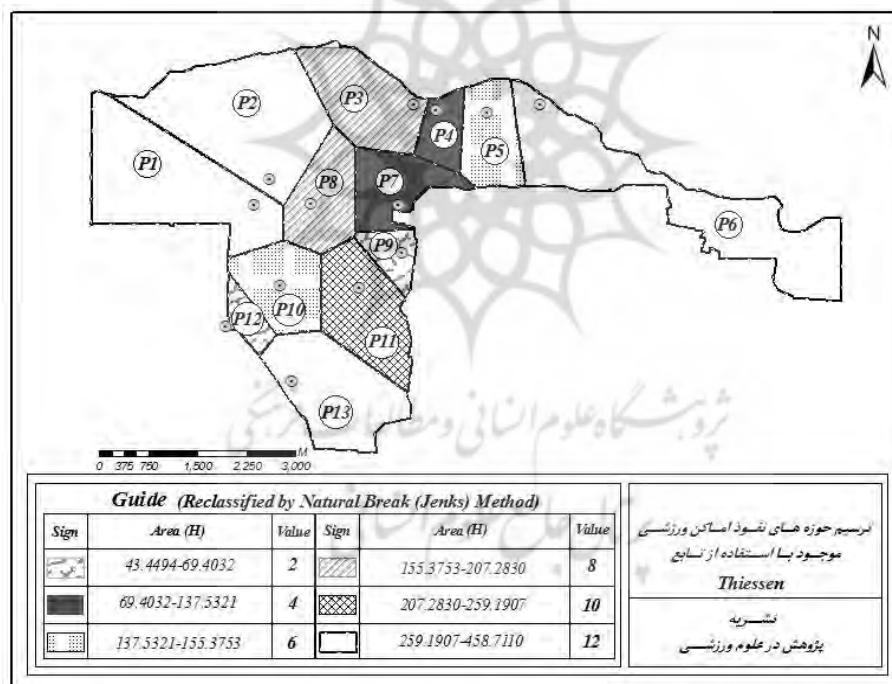 N
P1
P2
P3
P4
P5
P6
P7
P8
P9
P10
P11
P12
P13
M
0 375 750 1,500 2,250 3,000
Guide (Reclassified by Natural Break (Jenks) Method)
Sign Area (H) Value Sign Area (H) Value
43.4494-69.4032 2 155.3753-207.2830 8
69.4032-137.5321 4 207.2830-259.1907 10
137.5321-155.3753 6 259.1907-458.7110 12
ترسیم حوزه های نفوذ اماکن ورزشی
موجود با استفاده از تابع
Thiessen
نشریه
پژوهش در علوم ورزشی
پژوهشگاه علوم انسانی و مطالعات فرهنگی
پرتال جامع علوم انسانی